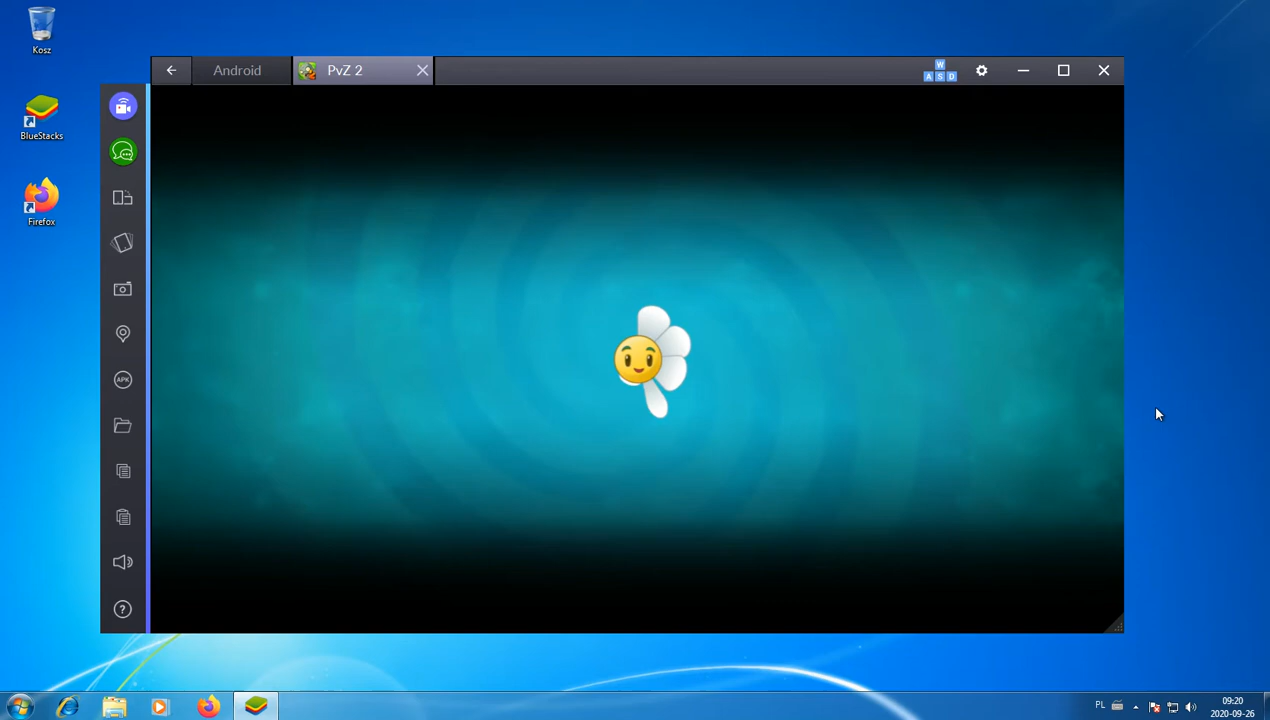 Kosz
BlueStacks
Firefox
Android
PvZ 2
W
A S D
APK
?
PL
09:20
2020-09-26